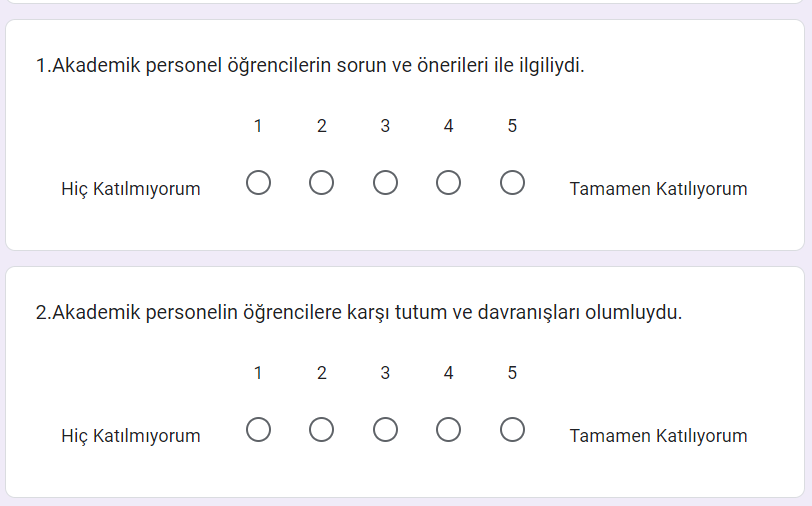 1.Akademik personel öğrencilerin sorun ve önerileri ile ilgiliydi.
1 2 3 4 5
Hiç Katılmıyorum Tamamen Katılıyorum
2.Akademik personelin öğrencilere karşı tutum ve davranışları olumluydu.
1 2 3 4 5
Hiç Katılmıyorum Tamamen Katılıyorum